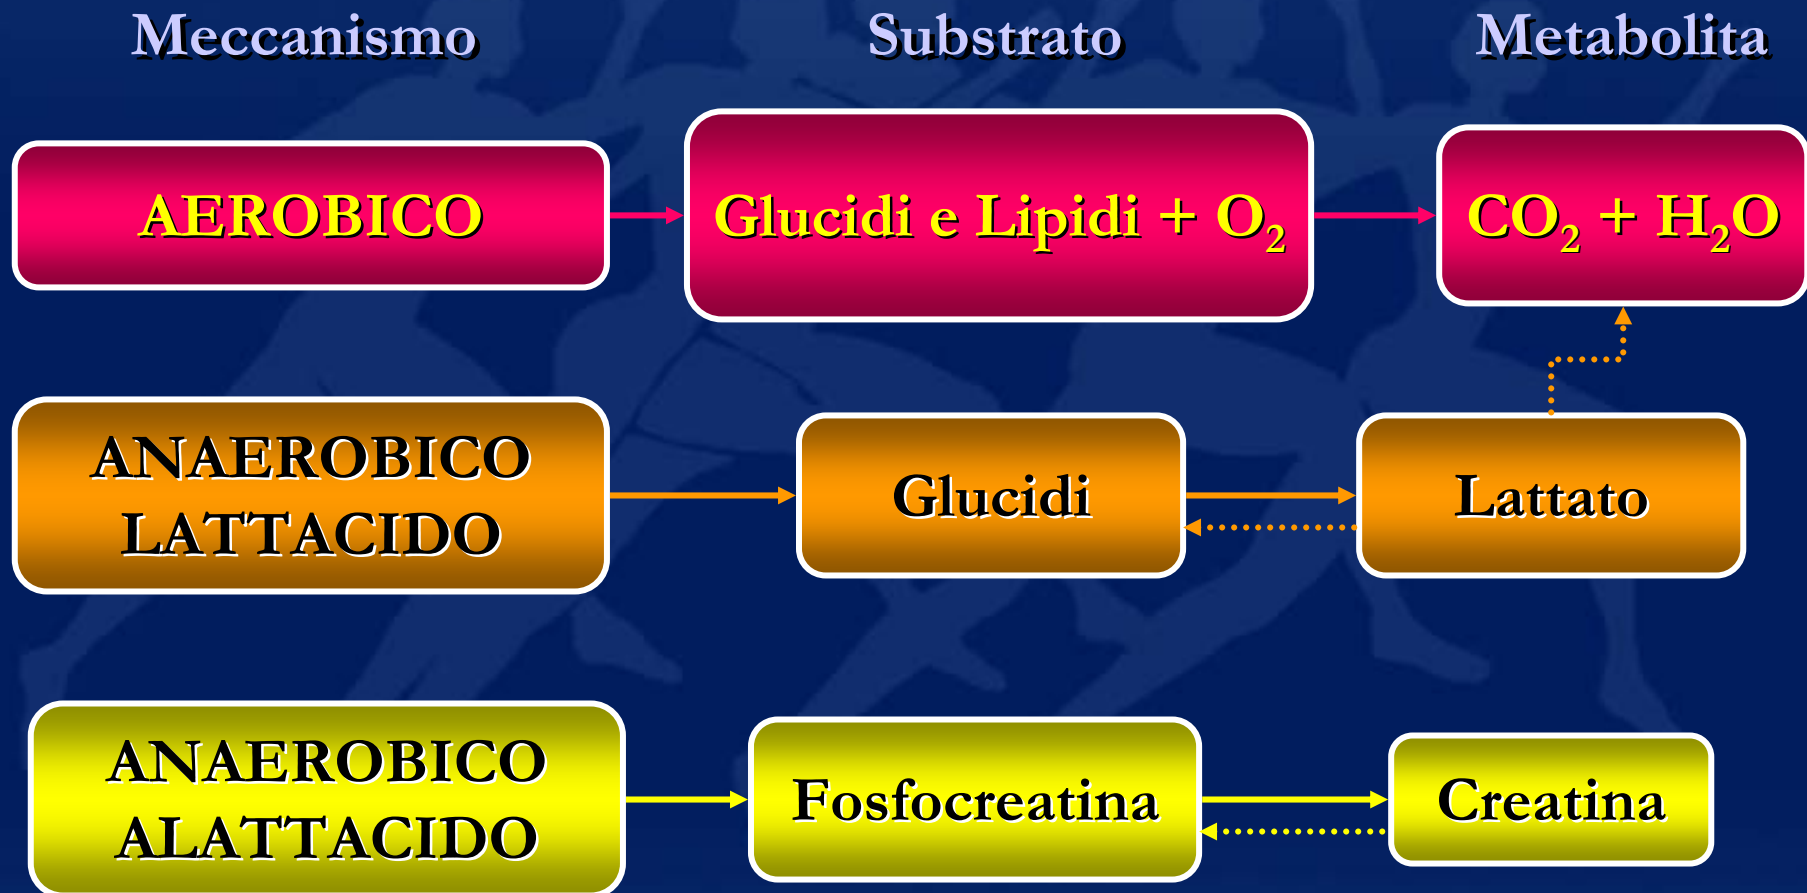 Meccanismo Substrato Metabolita
AEROBICO
Glucidi e Lipidi + O₂
CO₂ + H₂O
ANAEROBICO
LATTACIDO
Glucidi
Lattato
ANAEROBICO
ALATTACIDO
Fosfocreatina
Creatina